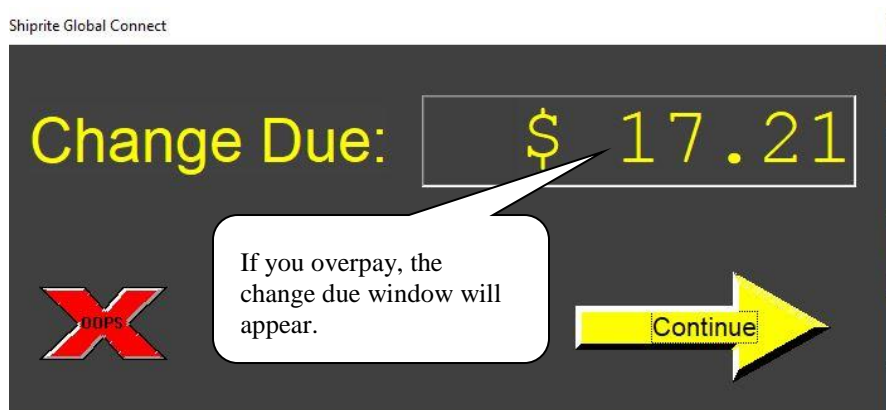 Shiprite Global Connect
Change Due: $ 17.21
If you overpay, the
change due window will
appear.
OOPS
Continue